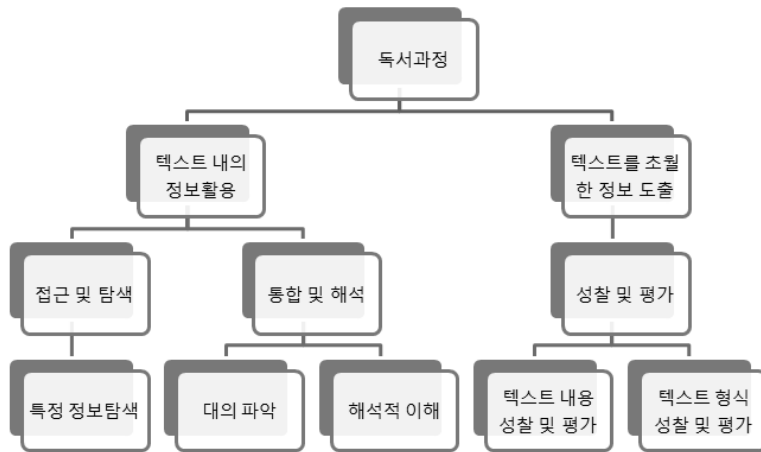 독서과정
텍스트 내의
정보활용
텍스트를 초월
한 정보 도출
접근 및 탐색
통합 및 해석
성찰 및 평가
특정 정보탐색
대의 파악
해석적 이해
텍스트 내용
성찰 및 평가
텍스트 형식
성찰 및 평가